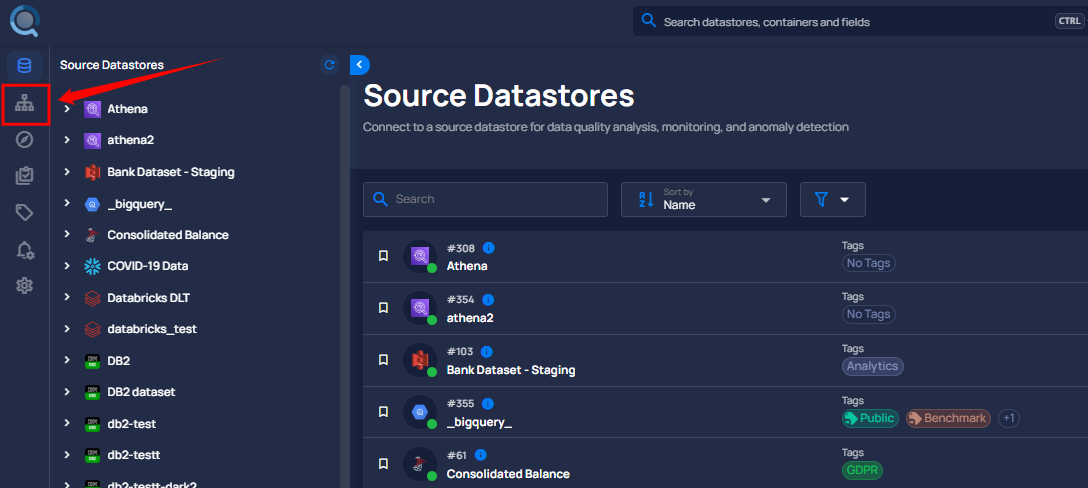 Search datastores, containers and fields
CTRL
Source Datastores
Athena
athena2
Bank Dataset - Staging
_bigquery_
Consolidated Balance
COVID-19 Data
Databricks DLT
databricks_test
DB2
DB2 dataset
db2-test
db2-testt
db2-testt-dark2
Source Datastores
Connect to a source datastore for data quality analysis, monitoring, and anomaly detection
Search
Sort by
Name
#308
Athena
Tags
No Tags
#354
athena2
Tags
No Tags
#103
Bank Dataset - Staging
Tags
Analytics
#355
_bigquery_
Tags
Public Benchmark +1
#61
Consolidated Balance
Tags
GDPR